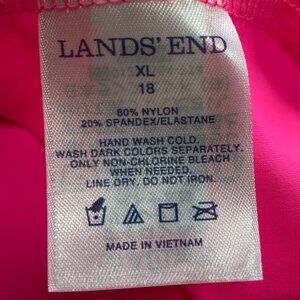 LANDS' END
XL
18
80% NYLON
20% SPANDEX/ELASTANE
HAND WASH COLD.
WASH DARK COLORS SEPARATELY.
ONLY NON-CHLORINE BLEACH
WHEN NEEDED.
LINE DRY. DO NOT IRON.
MADE IN VIETNAM